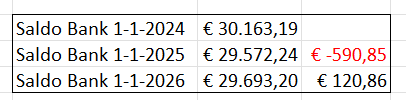 Saldo Bank 1-1-2024 € 30.163,19
Saldo Bank 1-1-2025 € 29.572,24 € -590,85
Saldo Bank 1-1-2026 € 29.693,20 € 120,86